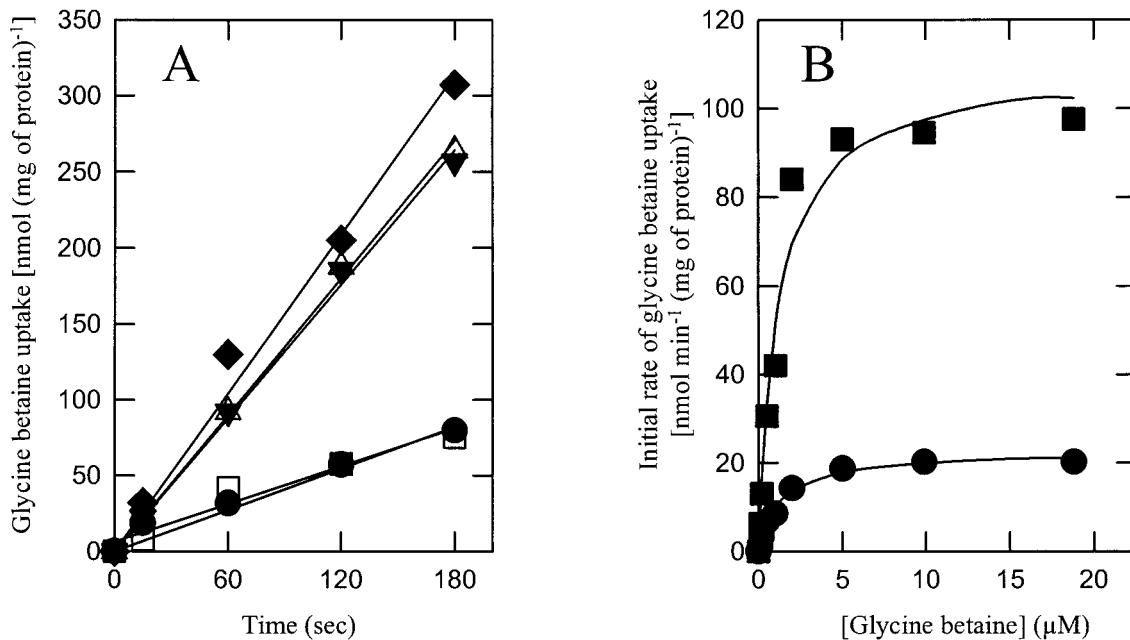 A
Glycine betaine uptake [nmol (mg of protein)⁻¹
350
300
250
200
150
100
50
0
0 60 120 180
Time (sec)
B
Initial rate of glycine betaine uptake
[nmol min⁻¹ (mg of protein)⁻¹
120
100
80
60
40
20
0
0 5 10 15 20
[Glycine betaine] (µM)